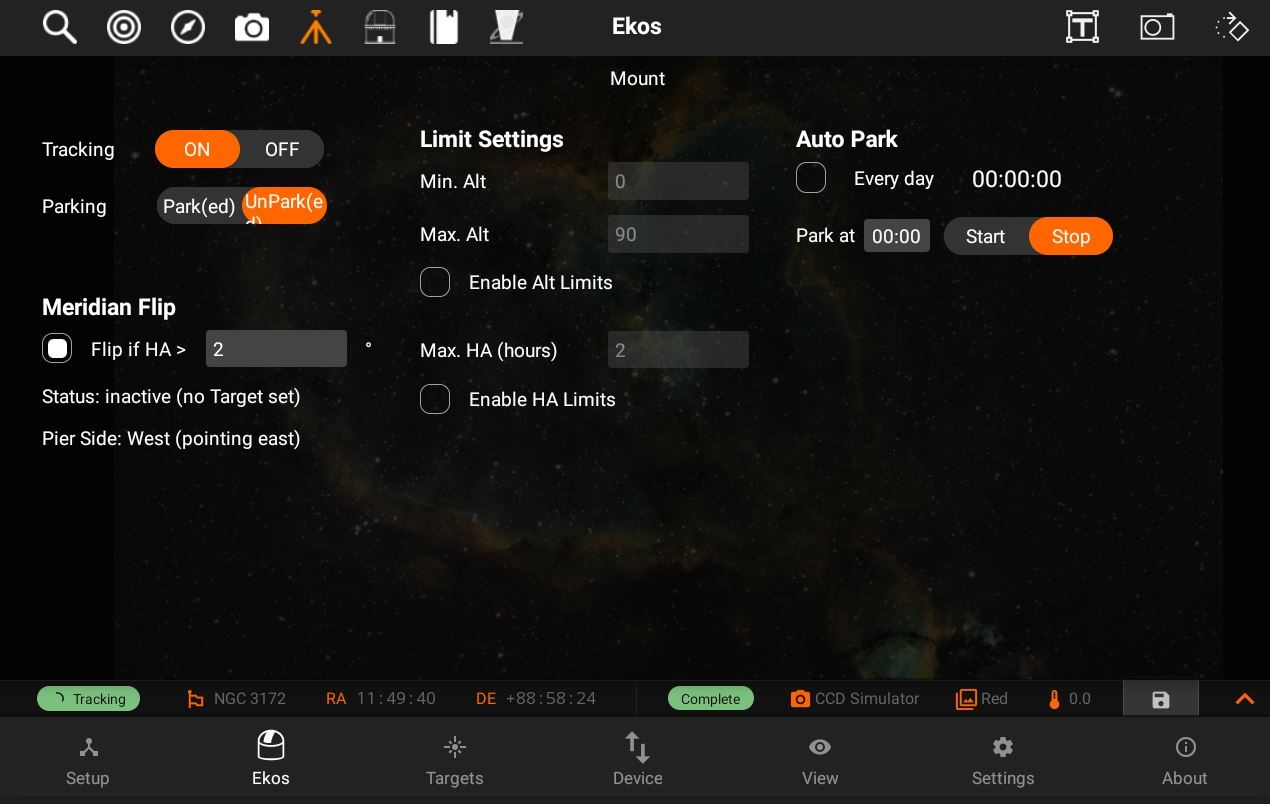 Ekos
T
Mount
Tracking
ON
OFF
Parking
Park(ed)
UnPark(e
d)
Meridian Flip
Flip if HA >
2
°
Status: inactive (no Target set)
Pier Side: West (pointing east)
Limit Settings
Min. Alt
0
Max. Alt
90
Enable Alt Limits
Max. HA (hours)
2
Enable HA Limits
Auto Park
Every day
00:00:00
Park at
00:00
Start
Stop
Tracking
NGC 3172
RA 11:49:40
DE +88:58:24
Complete
CCD Simulator
Red
0.0
Setup
Ekos
Targets
Device
View
Settings
About